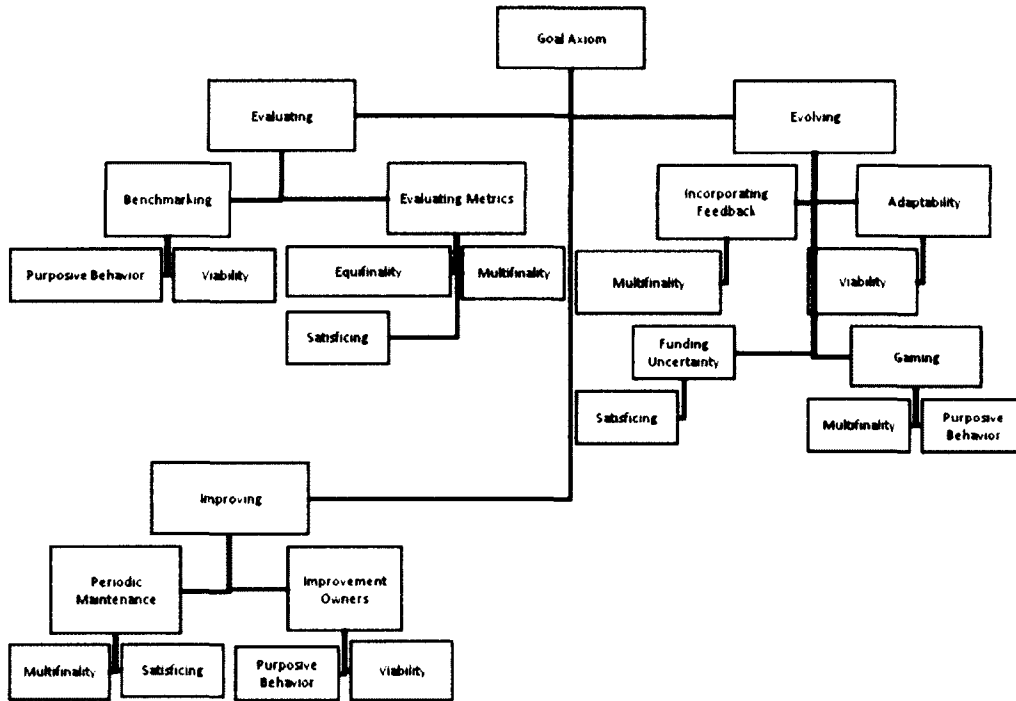 Goal Axiom
Evaluating
Evolving
Benchmarking
Evaluating Metrics
Incorporating
Feedback
Adaptability
Purposive Behavior
Viability
Equifinality
Multifinality
Multifinality
Viability
Satisficing
Funding
Uncertainty
Gaming
Satisficing
Multifinality
Purposive
Behavior
Improving
Periodic
Maintenance
Improvement
Owners
Multifinality
Satisficing
Purposive
Behavior
Viability